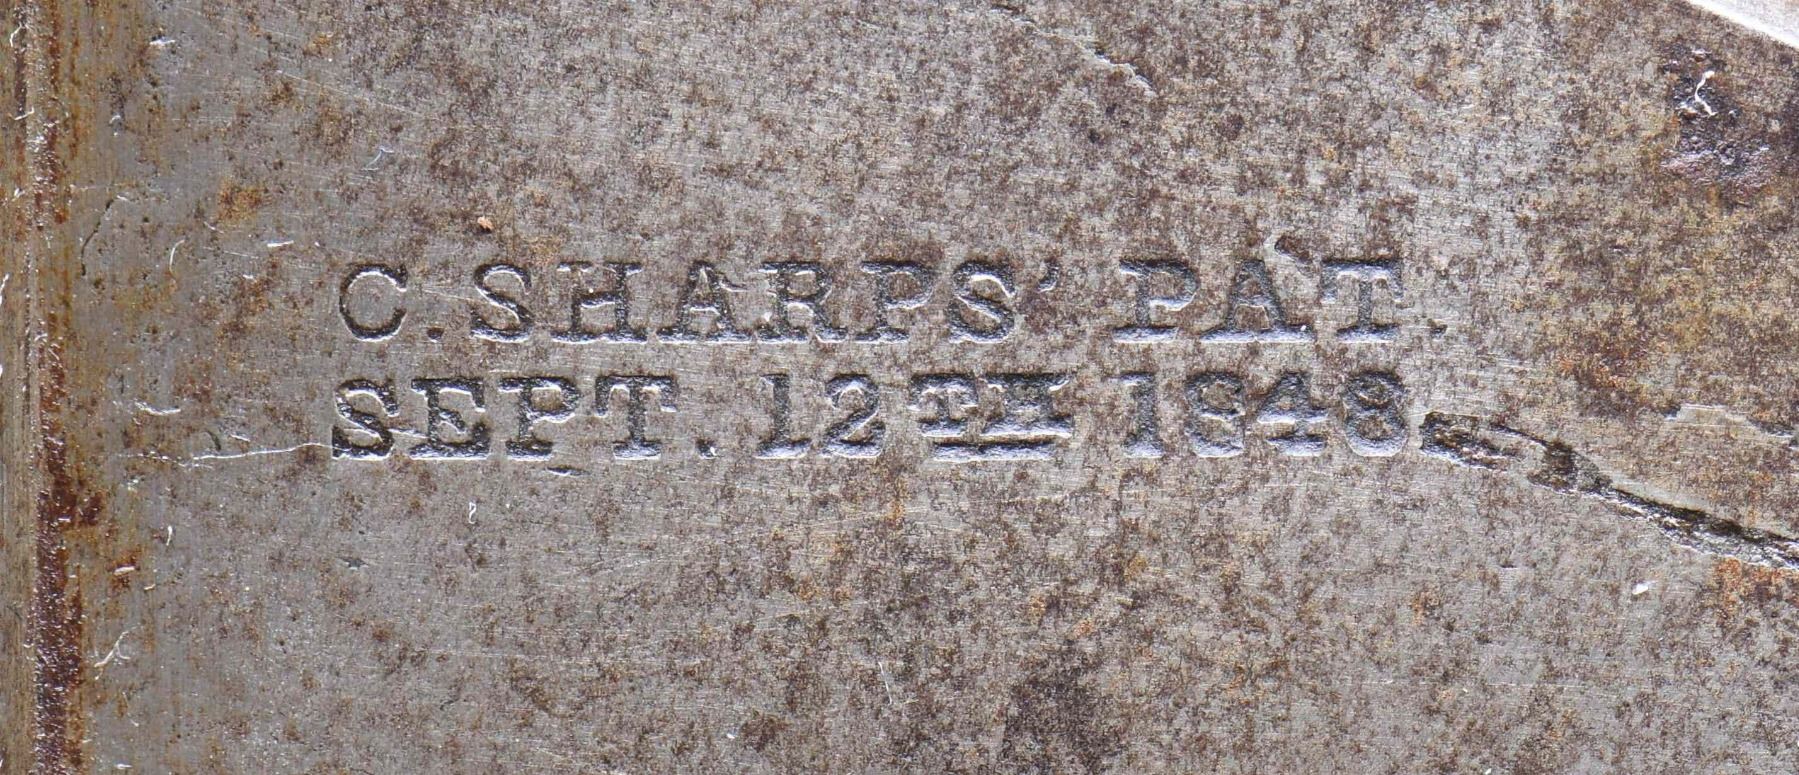 C. SHARPS' PAT.
SEPT. 12TH 1848